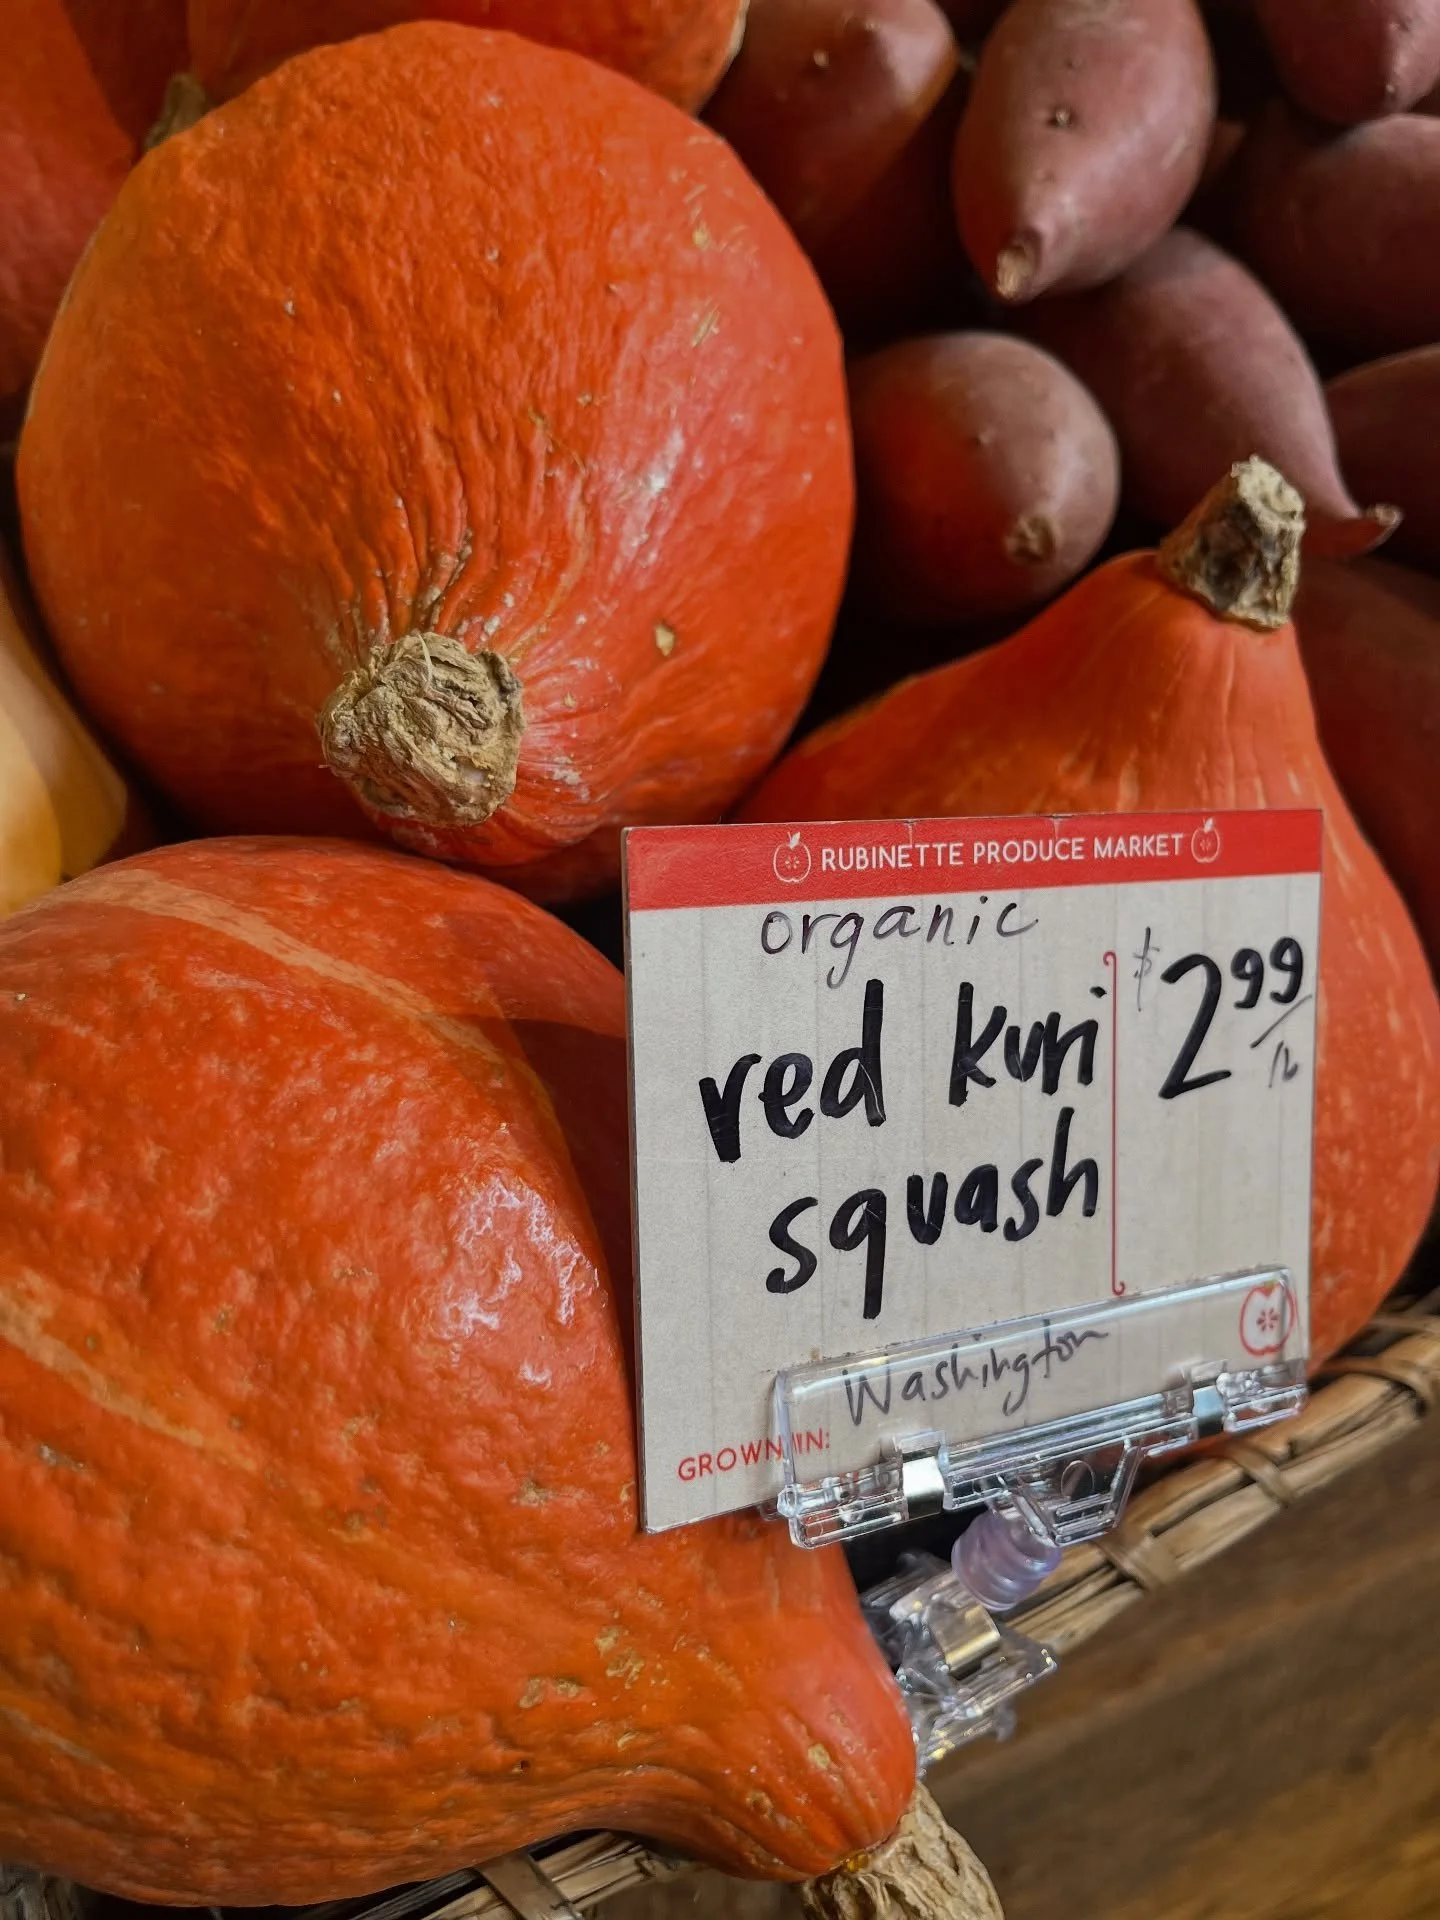 RUBINETTE PRODUCE MARKET
organic
red kuri
squash
$2.99/lb
Washington
GROWN IN: